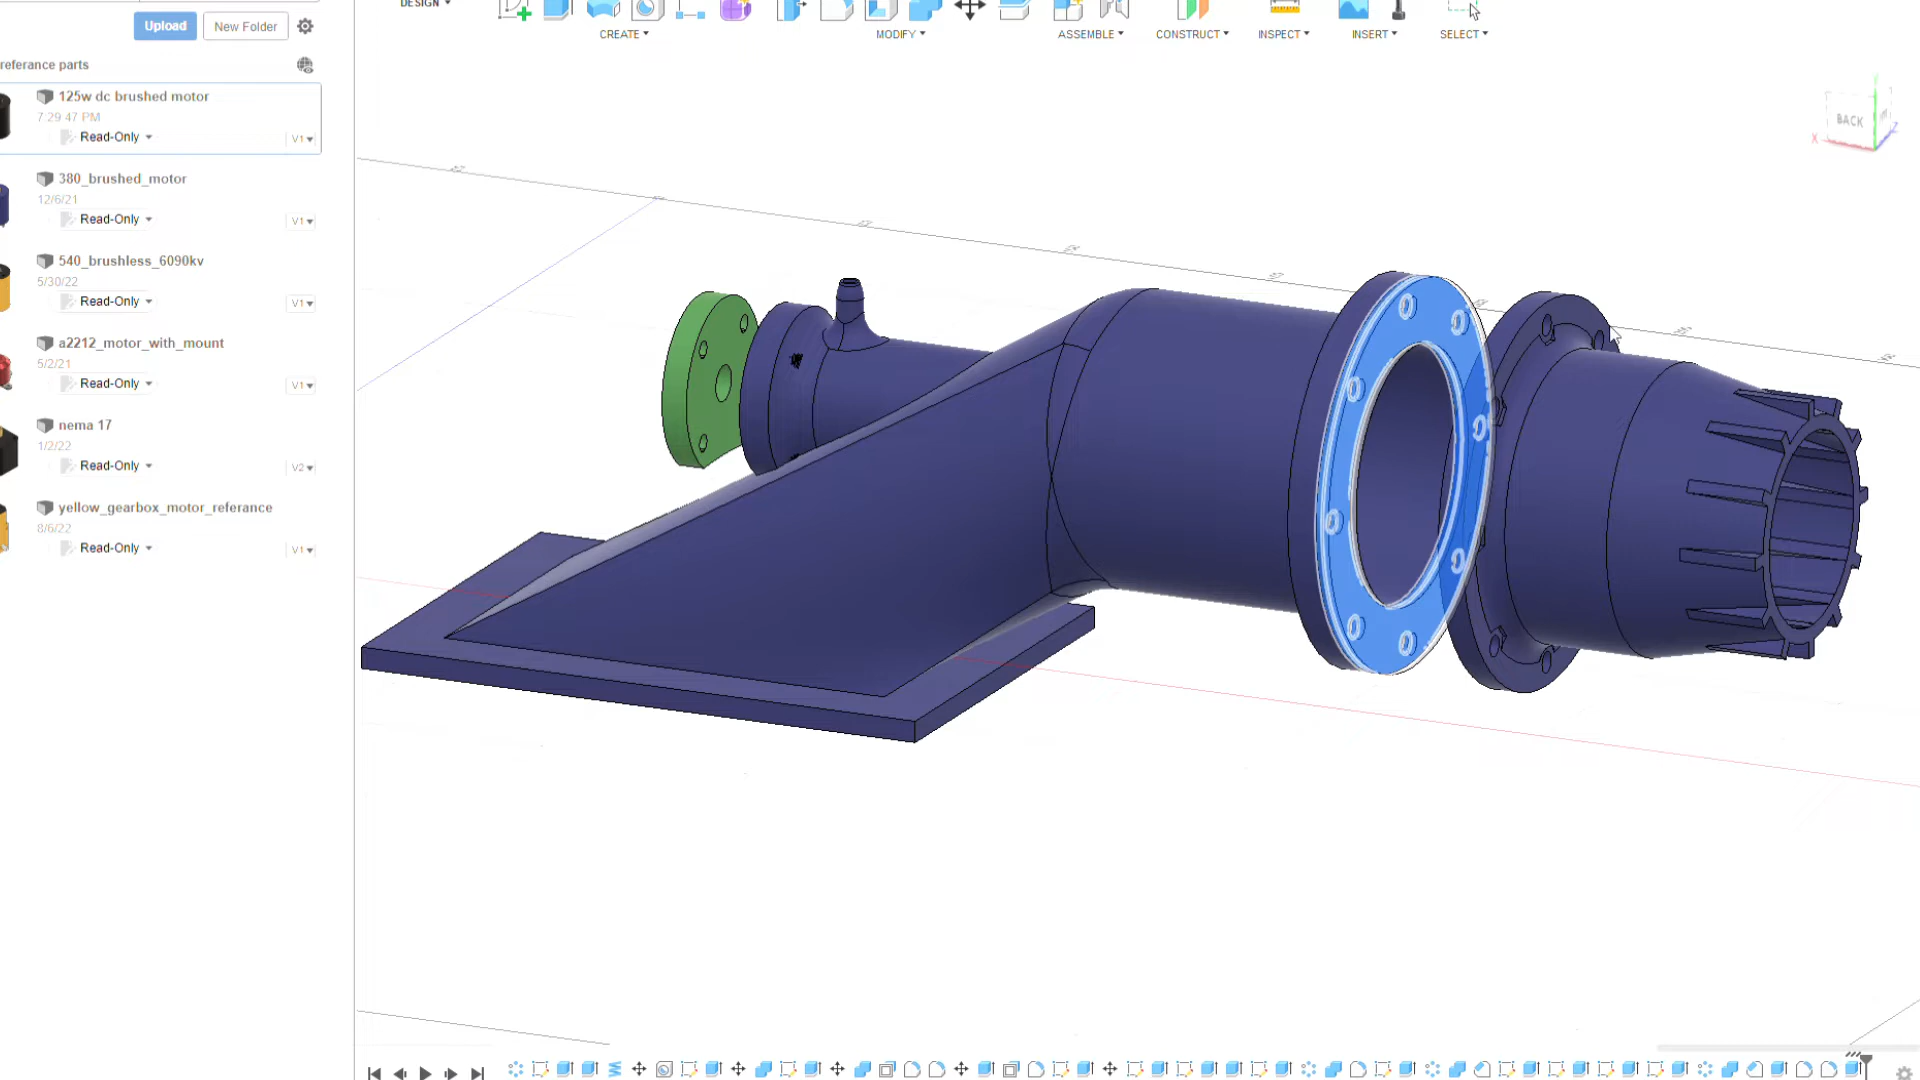 DESIGN
Upload
New Folder
CREATE
MODIFY
ASSEMBLE
CONSTRUCT
INSPECT
INSERT
SELECT
referance parts
125w dc brushed motor
7 29 47 PM
Read-Only
V1
380_brushed_motor
12/6/21
Read-Only
V1
540_brushless_6090kv
5/30/22
Read-Only
V1
a2212_motor_with_mount
5/2/21
Read-Only
V1
nema 17
1/2/22
Read-Only
V2
yellow_gearbox_motor_referance
8/6/22
Read-Only
V1
BACK
X
Z